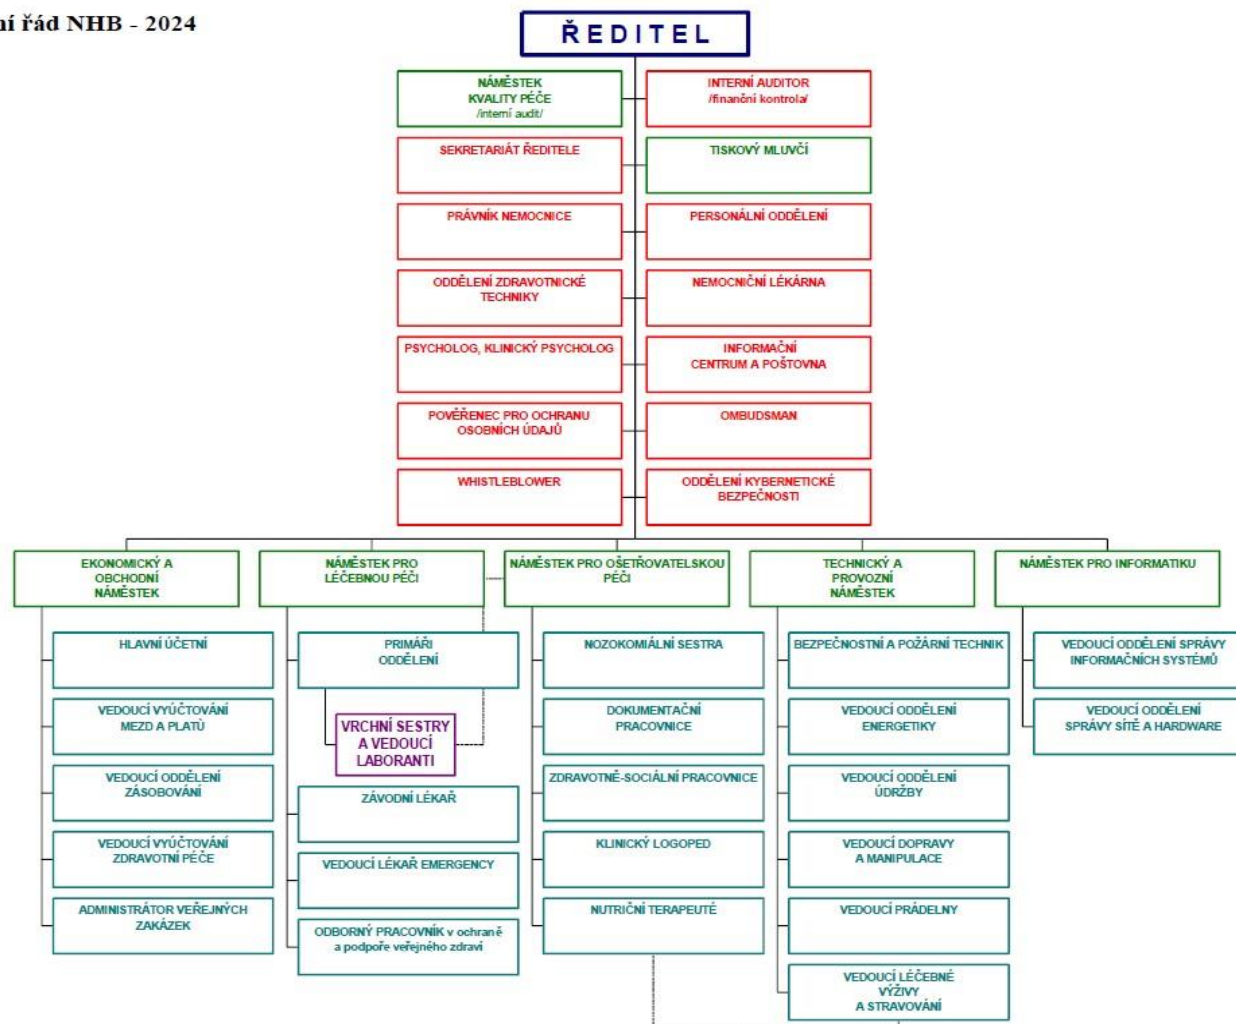 ní řád NHB - 2024
ŘEDITEL
NÁMĚSTEK
KVALITY PÉČE
/interní audit/
INTERNÍ AUDITOR
/finanční kontrola/
SEKRETARIÁT ŘEDITELE
TISKOVÝ MLUVČÍ
PRÁVNÍK NEMOCNICE
PERSONÁLNÍ ODDĚLENÍ
ODDĚLENÍ ZDRAVOTNICKÉ
TECHNIKY
NEMOCNIČNÍ LÉKÁRNA
PSYCHOLOG, KLINICKÝ PSYCHOLOG
INFORMAČNÍ
CENTRUM A POŠTOVNA
POVĚŘENEC PRO OCHRANU
OSOBNÍCH ÚDAJŮ
OMBUDSMAN
WHISTLEBLOWER
ODDĚLENÍ KYBERNETICKÉ
BEZPEČNOSTI
EKONOMICKÝ A
OBCHODNÍ
NÁMĚSTEK
NÁMĚSTEK PRO
LÉČEBNOU PÉČI
NÁMĚSTEK PRO OŠETŘOVATELSKOU
PÉČI
TECHNICKÝ A
PROVOZNÍ
NÁMĚSTEK
NÁMĚSTEK PRO INFORMATIKU
HLAVNÍ ÚČETNÍ
VEDOUCÍ VYÚČTOVÁNÍ
MEZD A PLATŮ
VEDOUCÍ ODDĚLENÍ
ZÁSOBOVÁNÍ
VEDOUCÍ VYÚČTOVÁNÍ
ZDRAVOTNÍ PÉČE
ADMINISTRÁTOR VEŘEJNÝCH
ZAKÁZEK
PRIMÁŘI
ODDĚLENÍ
VRCHNÍ SESTRY
A VEDOUCÍ
LABORANTI
ZÁVODNÍ LÉKAŘ
VEDOUCÍ LÉKAŘ EMERGENCY
ODBORNÝ PRACOVNÍK v ochraně
a podpoře veřejného zdraví
NOZOKOMIÁLNÍ SESTRA
DOKUMENTAČNÍ
PRACOVNICE
ZDRAVOTNĚ-SOCIÁLNÍ PRACOVNICE
KLINICKÝ LOGOPED
NUTRIČNÍ TERAPEUTÉ
BEZPEČNOSTNÍ A POŽÁRNÍ TECHNIK
VEDOUCÍ ODDĚLENÍ
ENERGETIKY
VEDOUCÍ ODDĚLENÍ
ÚDRŽBY
VEDOUCÍ DOPRAVY
A MANIPULACE
VEDOUCÍ PRÁDELNY
VEDOUCÍ LÉČEBNÉ
VÝŽIVY
A STRAVOVÁNÍ
VEDOUCÍ ODDĚLENÍ SPRÁVY
INFORMAČNÍCH SYSTÉMŮ
VEDOUCÍ ODDĚLENÍ
SPRÁVY SÍTĚ A HARDWARE